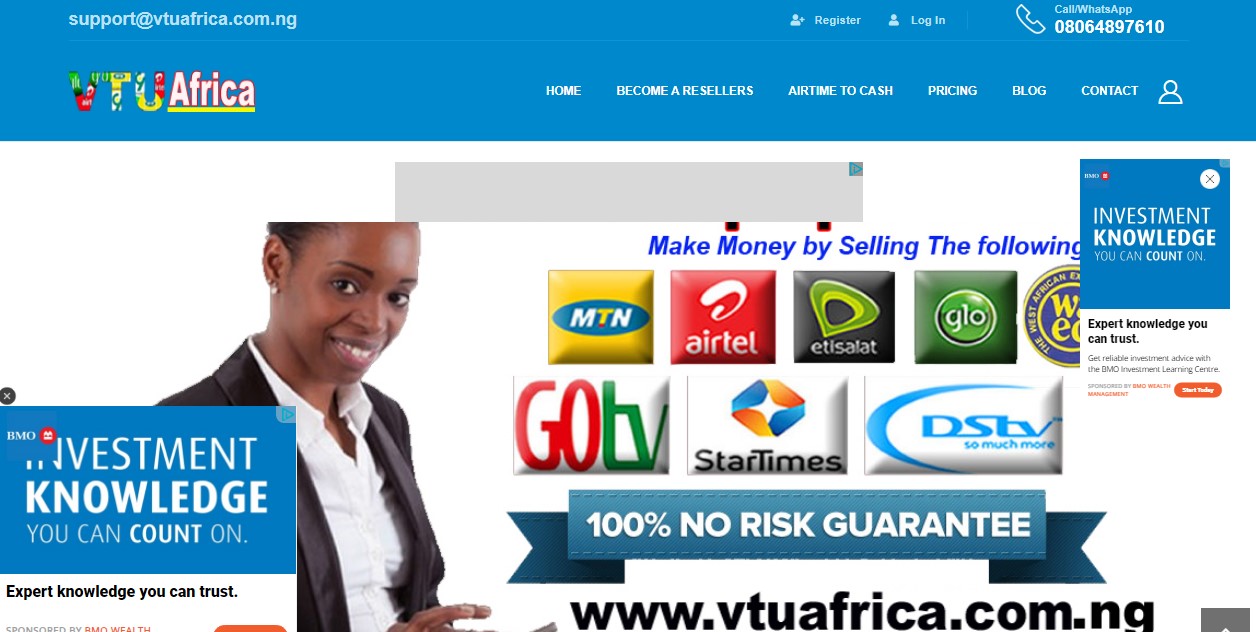 support@vtuafrica.com.ng
Register
Log In
Call/WhatsApp
08064897610
VTU Africa
HOME
BECOME A RESELLERS
AIRTIME TO CASH
PRICING
BLOG
CONTACT
Make Money by Selling The following
MTN
airtel
etisalat
glo
THE WEST AFRICAN EX
GOtv
StarTimes
DStv
so much more
100% NO RISK GUARANTEE
www.vtuafrica.com.ng
BMO
INVESTMENT
KNOWLEDGE
YOU CAN COUNT ON.
Expert knowledge you
can trust.
Get reliable investment advice with
the BMO Investment Learning Centre.
SPONSORED BY BMO WEALTH
MANAGEMENT
Start Today
BMO
INVESTMENT
KNOWLEDGE
YOU CAN COUNT ON.
Expert knowledge you can trust.
SPONSORED BY BMO WEALTH